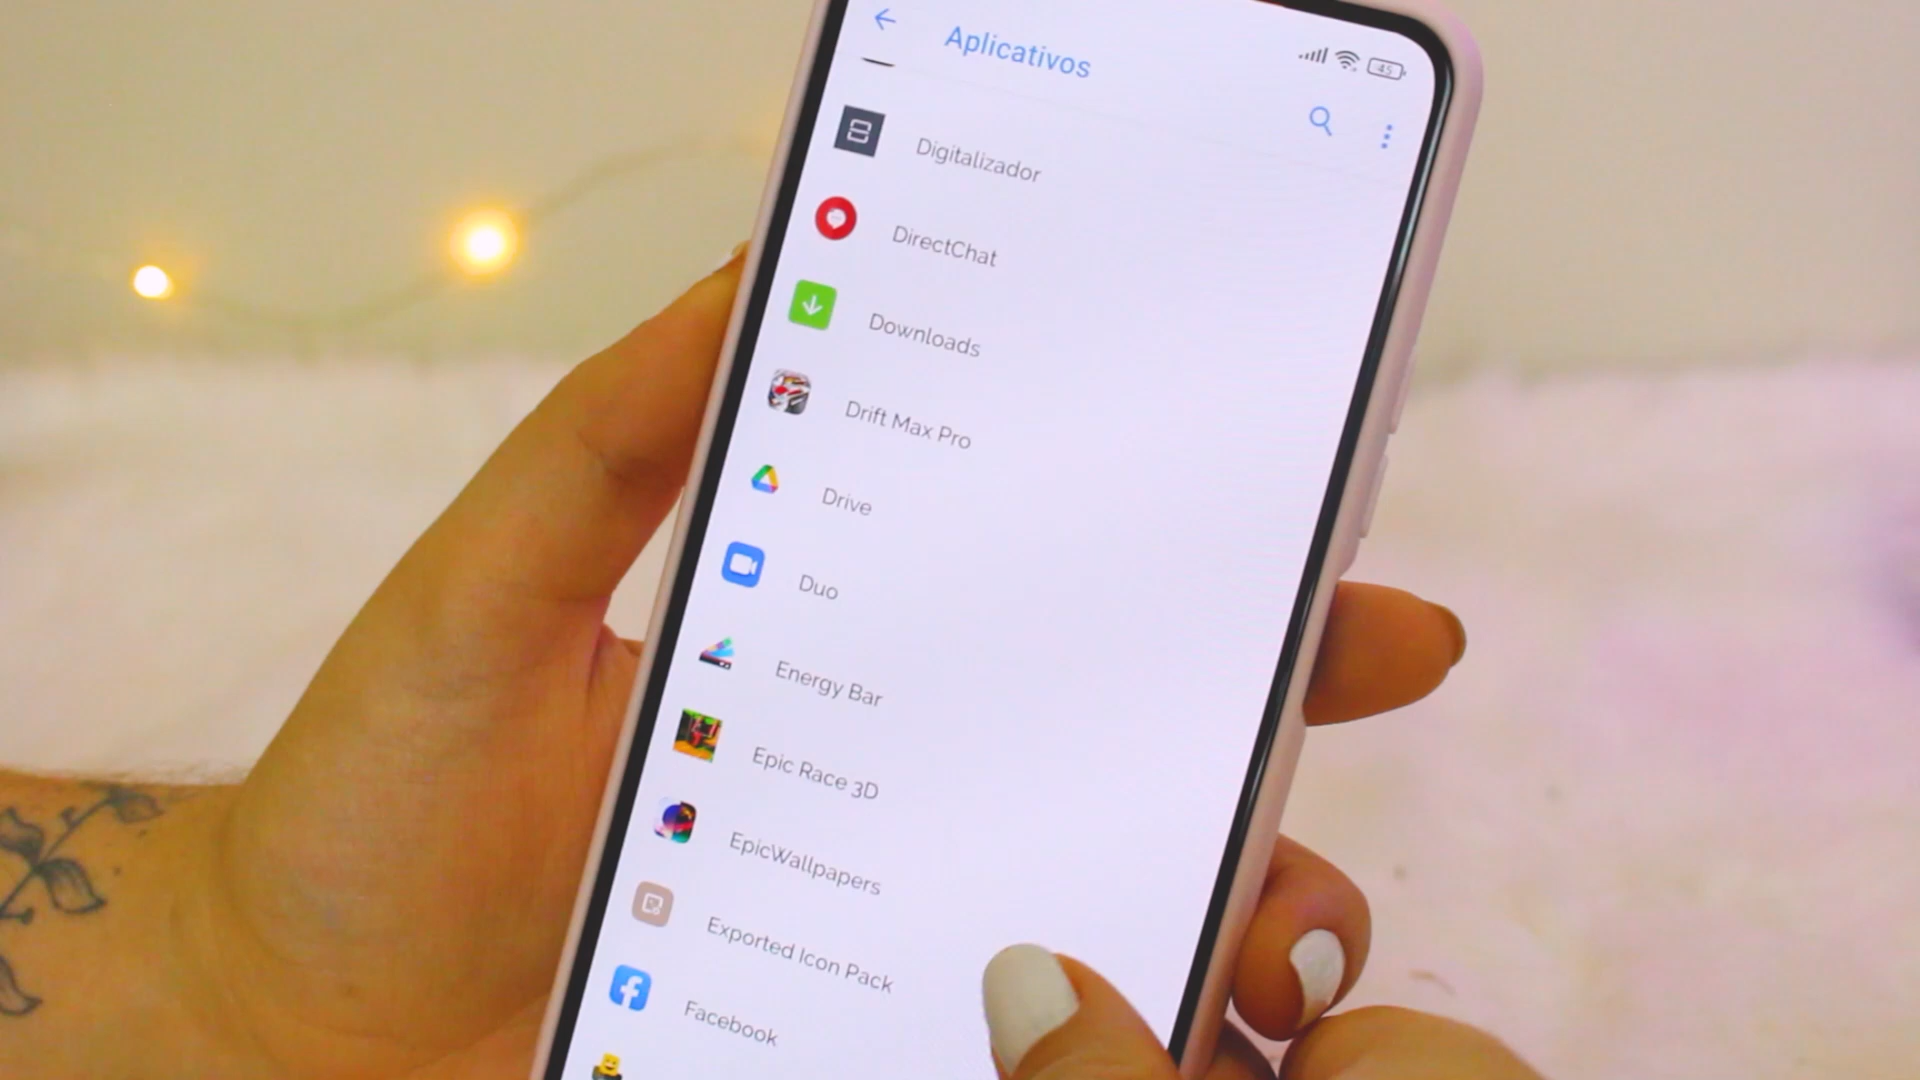 Aplicativos
45
Digitalizador
DirectChat
Downloads
Drift Max Pro
Drive
Duo
Energy Bar
Epic Race 3D
EpicWallpapers
Exported Icon Pack
Facebook